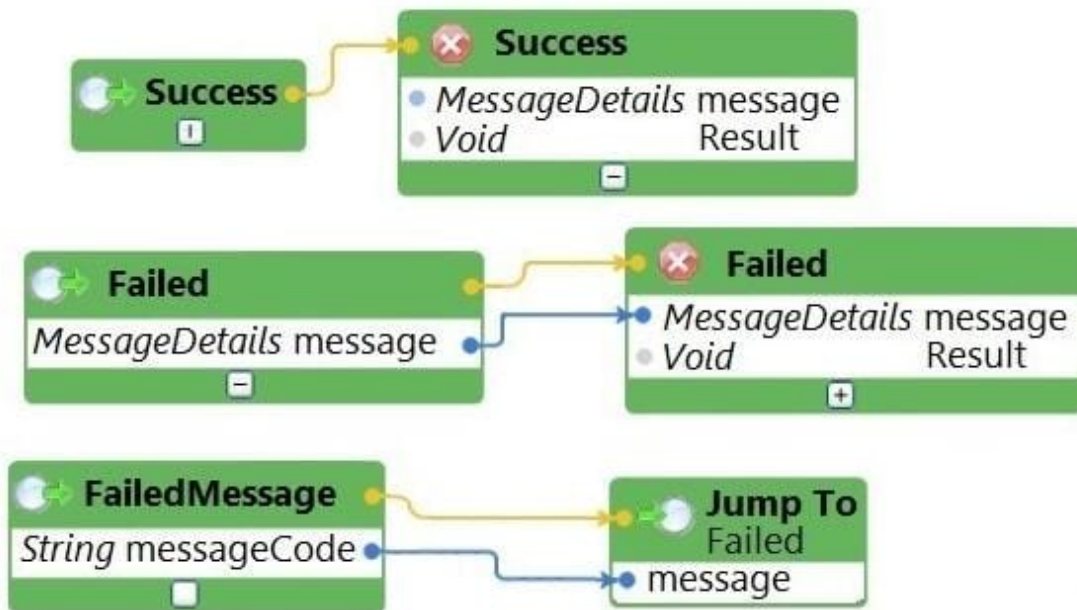 Success
Success
MessageDetails message
Void Result
Failed
Failed
MessageDetails message
MessageDetails message
Void Result
FailedMessage
Jump To
Failed
String messageCode
message